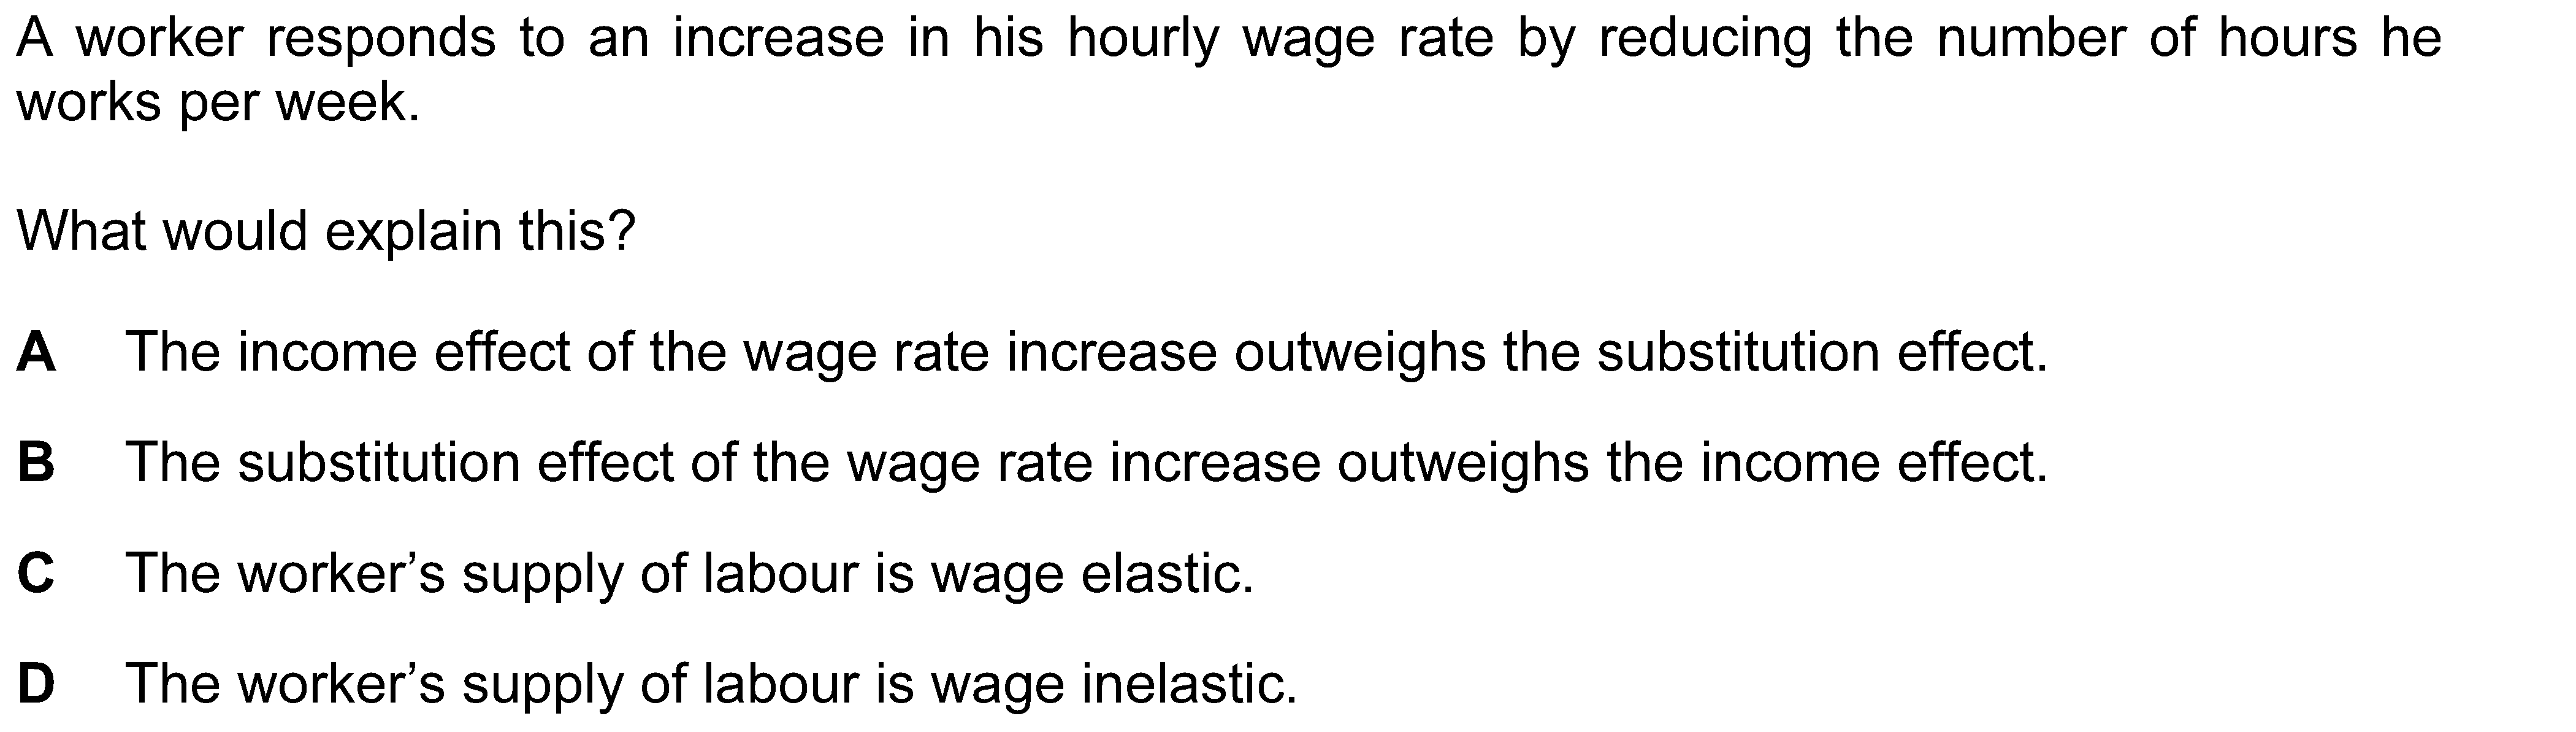 A worker responds to an increase in his hourly wage rate by reducing the number of hours he
works per week.
What would explain this?
A The income effect of the wage rate increase outweighs the substitution effect.
B The substitution effect of the wage rate increase outweighs the income effect.
C The worker’s supply of labour is wage elastic.
D The worker’s supply of labour is wage inelastic.